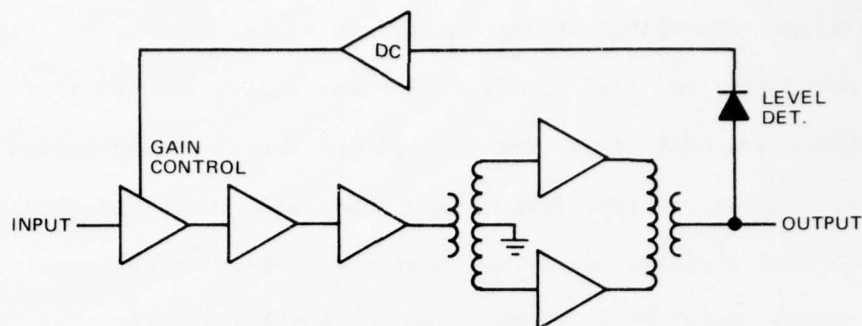 DC
LEVEL
DET.
GAIN
CONTROL
INPUT
OUTPUT